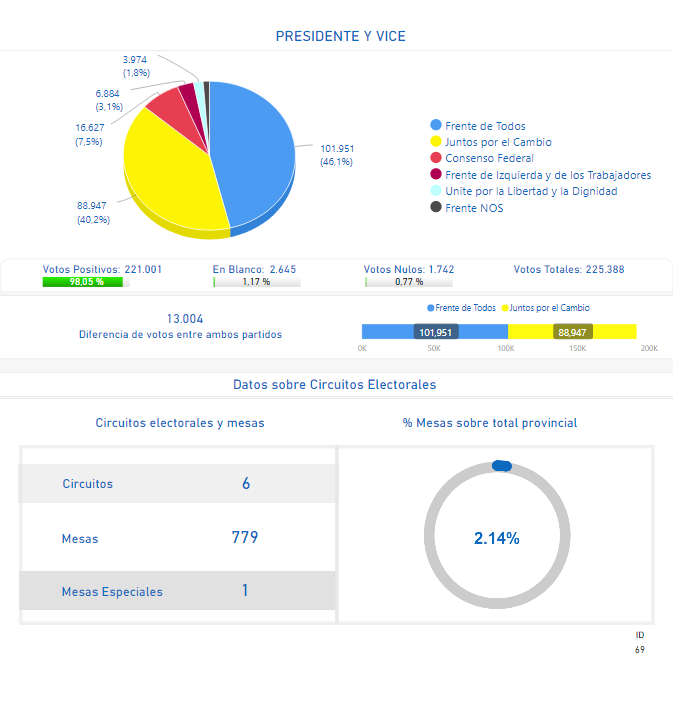 PRESIDENTE Y VICE
3.974
(1,8%)
6.884
(3,1%)
16.627
(7,5%)
88.947
(40,2%)
101.951
(46,1%)
Frente de Todos
Juntos por el Cambio
Consenso Federal
Frente de Izquierda y de los Trabajadores
Unite por la Libertad y la Dignidad
Frente NOS
Votos Positivos: 221.001
98,05 %
En Blanco: 2.645
1,17 %
Votos Nulos: 1.742
0,77 %
Votos Totales: 225.388
13.004
Diferencia de votos entre ambos partidos
Frente de Todos Juntos por el Cambio
101,951 88,947
0K 50K 100K 150K 200K
Datos sobre Circuitos Electorales
Circuitos electorales y mesas
Circuitos 6
Mesas 779
Mesas Especiales 1
% Mesas sobre total provincial
2.14%
ID
69